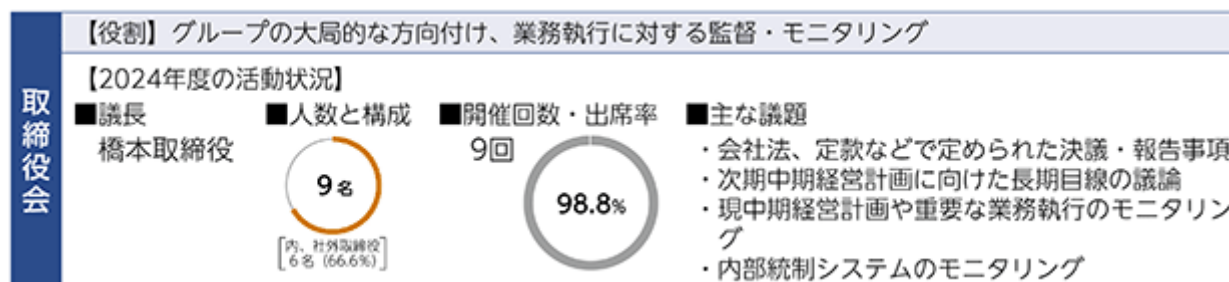 取締役会
【役割】グループの大局的な方向付け、業務執行に対する監督・モニタリング
【2024年度の活動状況】
■議長
橋本取締役
■人数と構成
9名
[内、社外取締役
6名（66.6%）]
■開催回数・出席率
9回
98.8%
■主な議題
・会社法、定款などで定められた決議・報告事項
・次期中期経営計画に向けた長期目線の議論
・現中期経営計画や重要な業務執行のモニタリン
グ
・内部統制システムのモニタリング